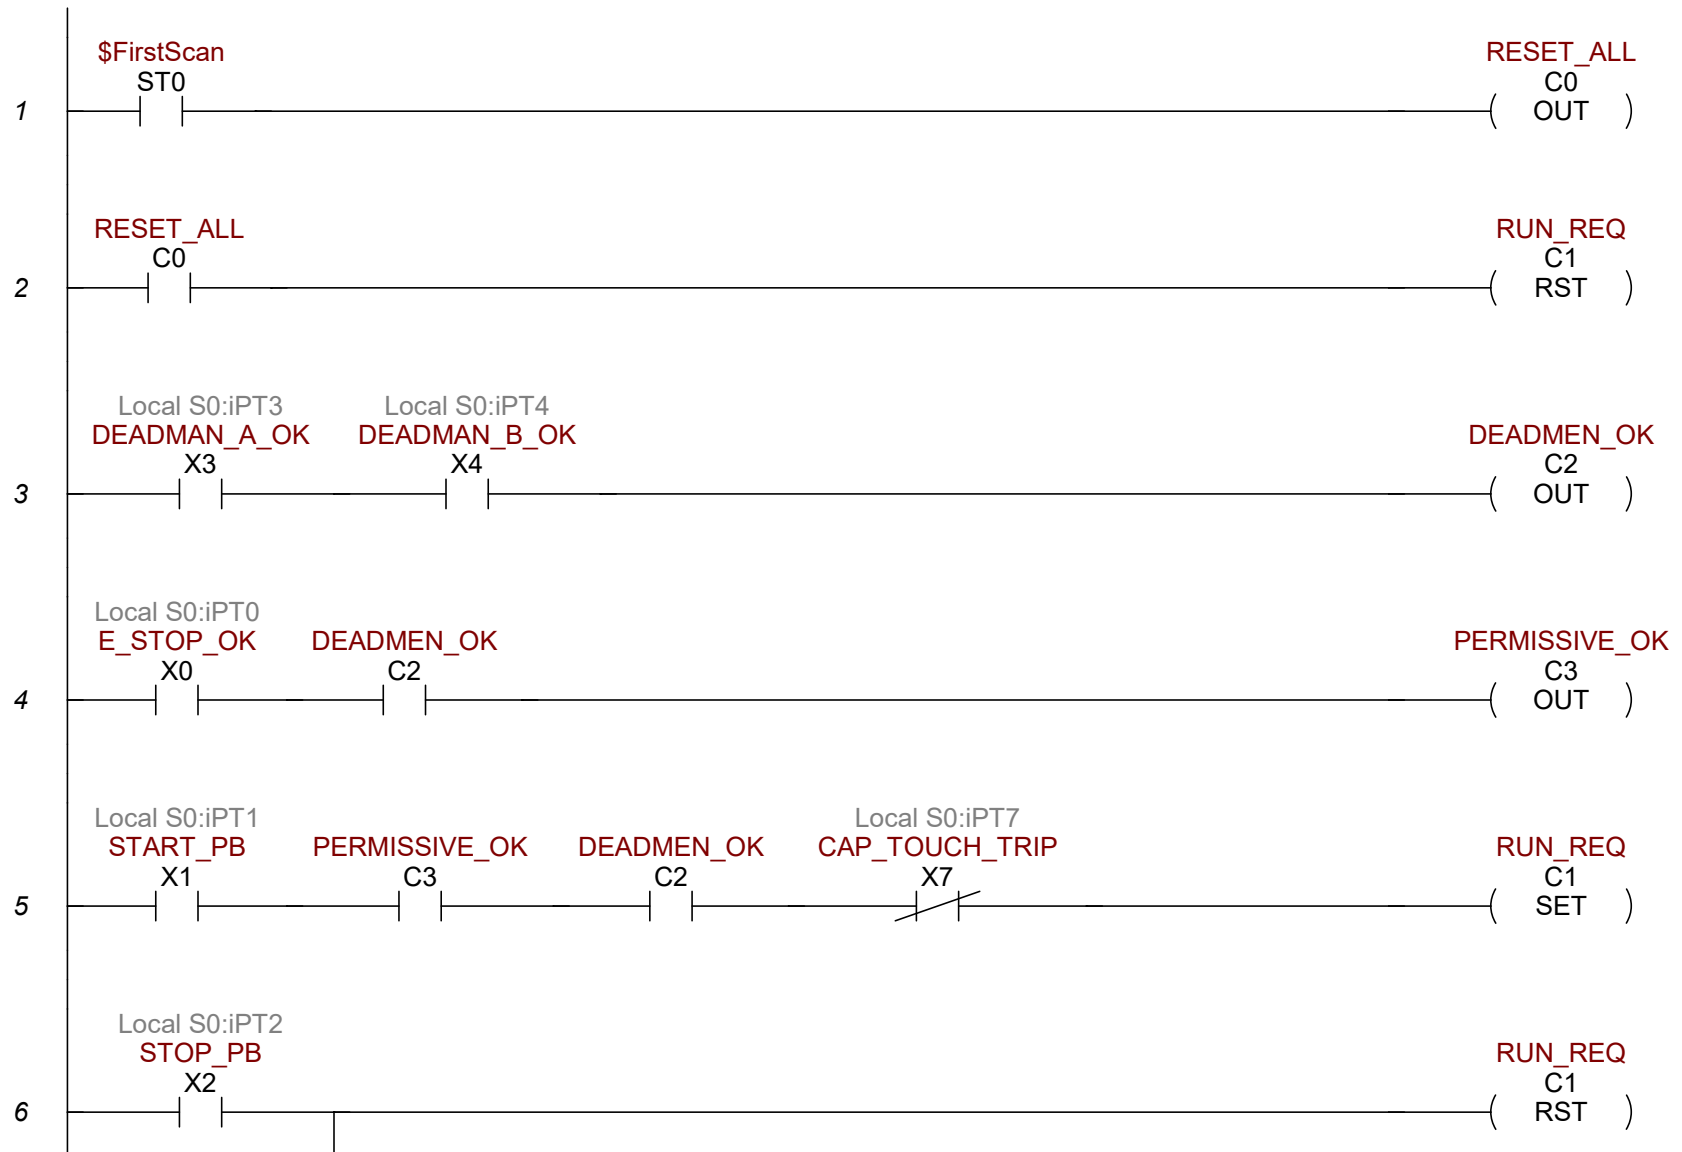 $FirstScan
ST0
RESET_ALL
C0
1
OUT
RESET_ALL
C0
RUN_REQ
C1
2
RST
Local S0:iPT3
DEADMAN_A_OK
X3
Local S0:iPT4
DEADMAN_B_OK
X4
DEADMEN_OK
C2
3
OUT
Local S0:iPT0
E_STOP_OK
X0
DEADMEN_OK
C2
PERMISSIVE_OK
C3
4
OUT
Local S0:iPT1
START_PB
X1
PERMISSIVE_OK
C3
DEADMEN_OK
C2
Local S0:iPT7
CAP_TOUCH_TRIP
X7
RUN_REQ
C1
5
SET
Local S0:iPT2
STOP_PB
X2
RUN_REQ
C1
6
RST